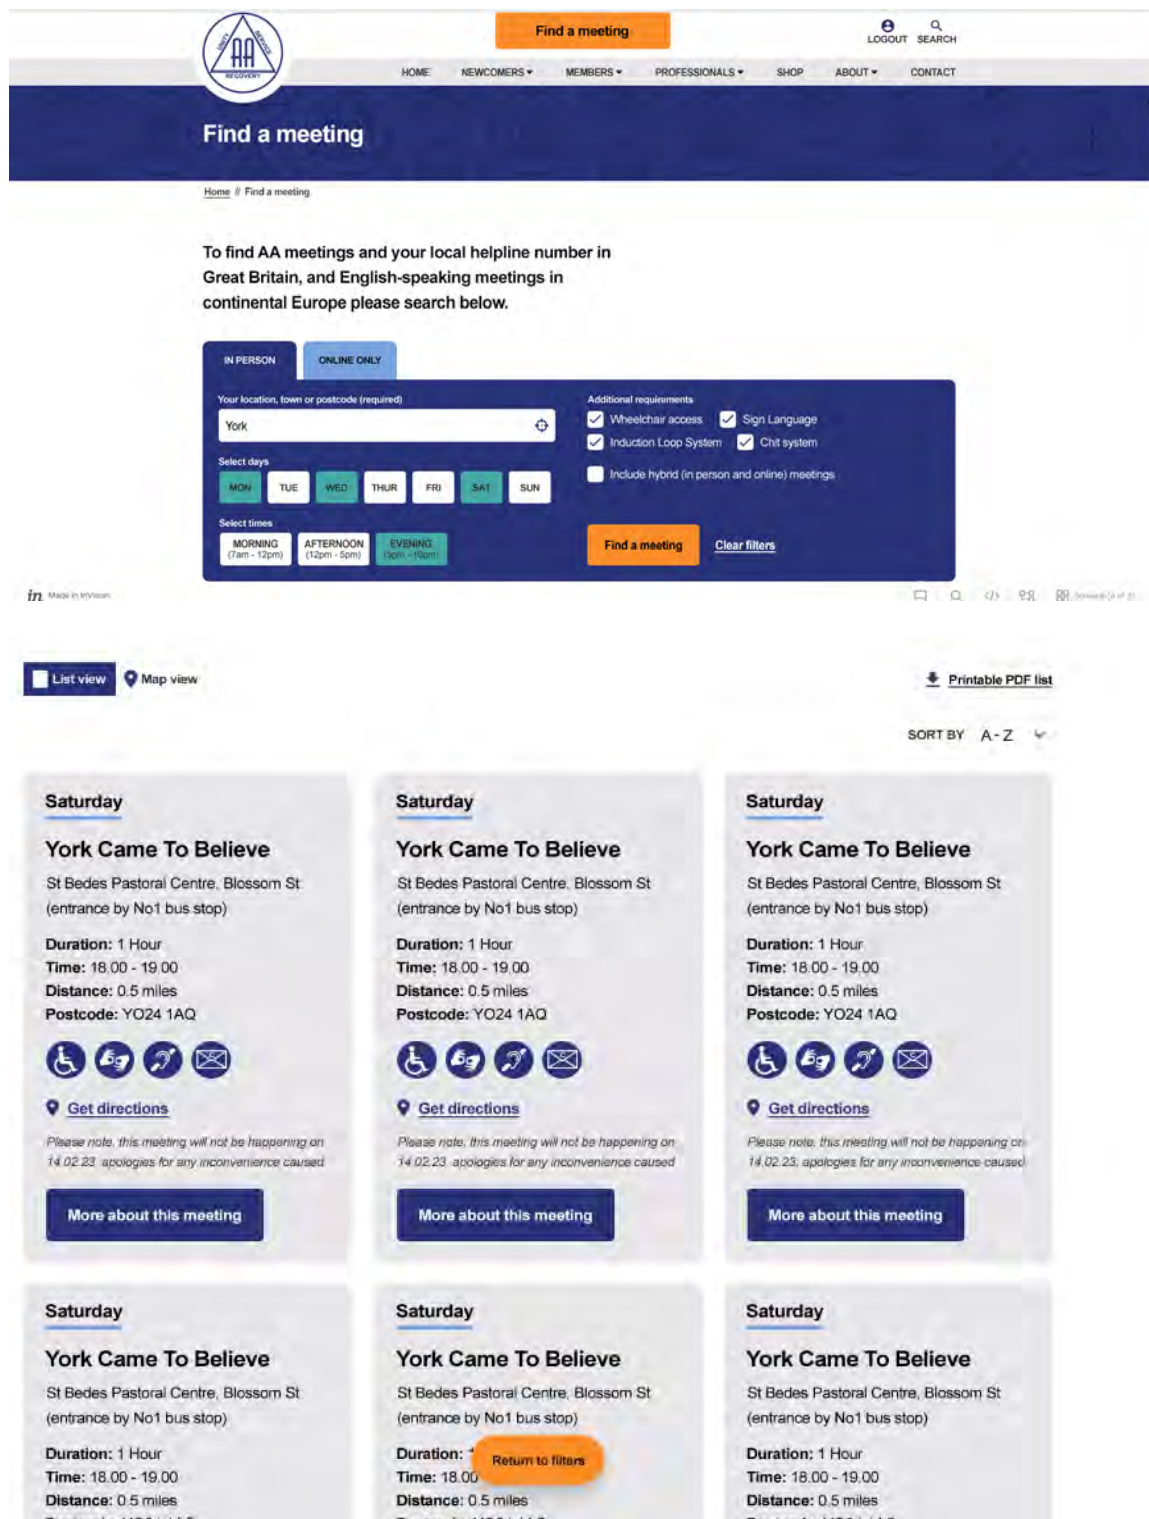 Find a meeting
LOGOUT SEARCH
UNITY SERVICE
AA
RECOVERY
HOME NEWCOMERS MEMBERS PROFESSIONALS SHOP ABOUT CONTACT
Find a meeting
Home // Find a meeting
To find AA meetings and your local helpline number in
Great Britain, and English-speaking meetings in
continental Europe please search below.
IN PERSON ONLINE ONLY
Your location, town or postcode (required)
York
Select days
MON TUE WED THUR FRI SAT SUN
Select times
MORNING
(7am - 12pm)
AFTERNOON
(12pm - 5pm)
EVENING
(5pm - 10pm)
Additional requirements
Wheelchair access Sign Language
Induction Loop System Chit system
Include hybrid (in person and online) meetings
Find a meeting Clear filters
in Made in InVision
List view Map view
Printable PDF list
SORT BY A - Z
Saturday
York Came To Believe
St Bedes Pastoral Centre, Blossom St
(entrance by No1 bus stop)
Duration: 1 Hour
Time: 18.00 - 19.00
Distance: 0.5 miles
Postcode: YO24 1AQ
Get directions
Please note, this meeting will not be happening on
14.02.23, apologies for any inconvenience caused
More about this meeting
Saturday
York Came To Believe
St Bedes Pastoral Centre, Blossom St
(entrance by No1 bus stop)
Duration: 1 Hour
Time: 18.00 - 19.00
Distance: 0.5 miles
Postcode: YO24 1AQ
Get directions
Please note, this meeting will not be happening on
14.02.23, apologies for any inconvenience caused
More about this meeting
Saturday
York Came To Believe
St Bedes Pastoral Centre, Blossom St
(entrance by No1 bus stop)
Duration: 1 Hour
Time: 18.00 - 19.00
Distance: 0.5 miles
Postcode: YO24 1AQ
Get directions
Please note, this meeting will not be happening on
14.02.23, apologies for any inconvenience caused
More about this meeting
Saturday
York Came To Believe
St Bedes Pastoral Centre, Blossom St
(entrance by No1 bus stop)
Duration: 1 Hour
Time: 18.00 - 19.00
Distance: 0.5 miles
Saturday
York Came To Believe
St Bedes Pastoral Centre, Blossom St
(entrance by No1 bus stop)
Duration:
Time: 18.00
Distance: 0.5 miles
Return to filters
Saturday
York Came To Believe
St Bedes Pastoral Centre, Blossom St
(entrance by No1 bus stop)
Duration: 1 Hour
Time: 18.00 - 19.00
Distance: 0.5 miles